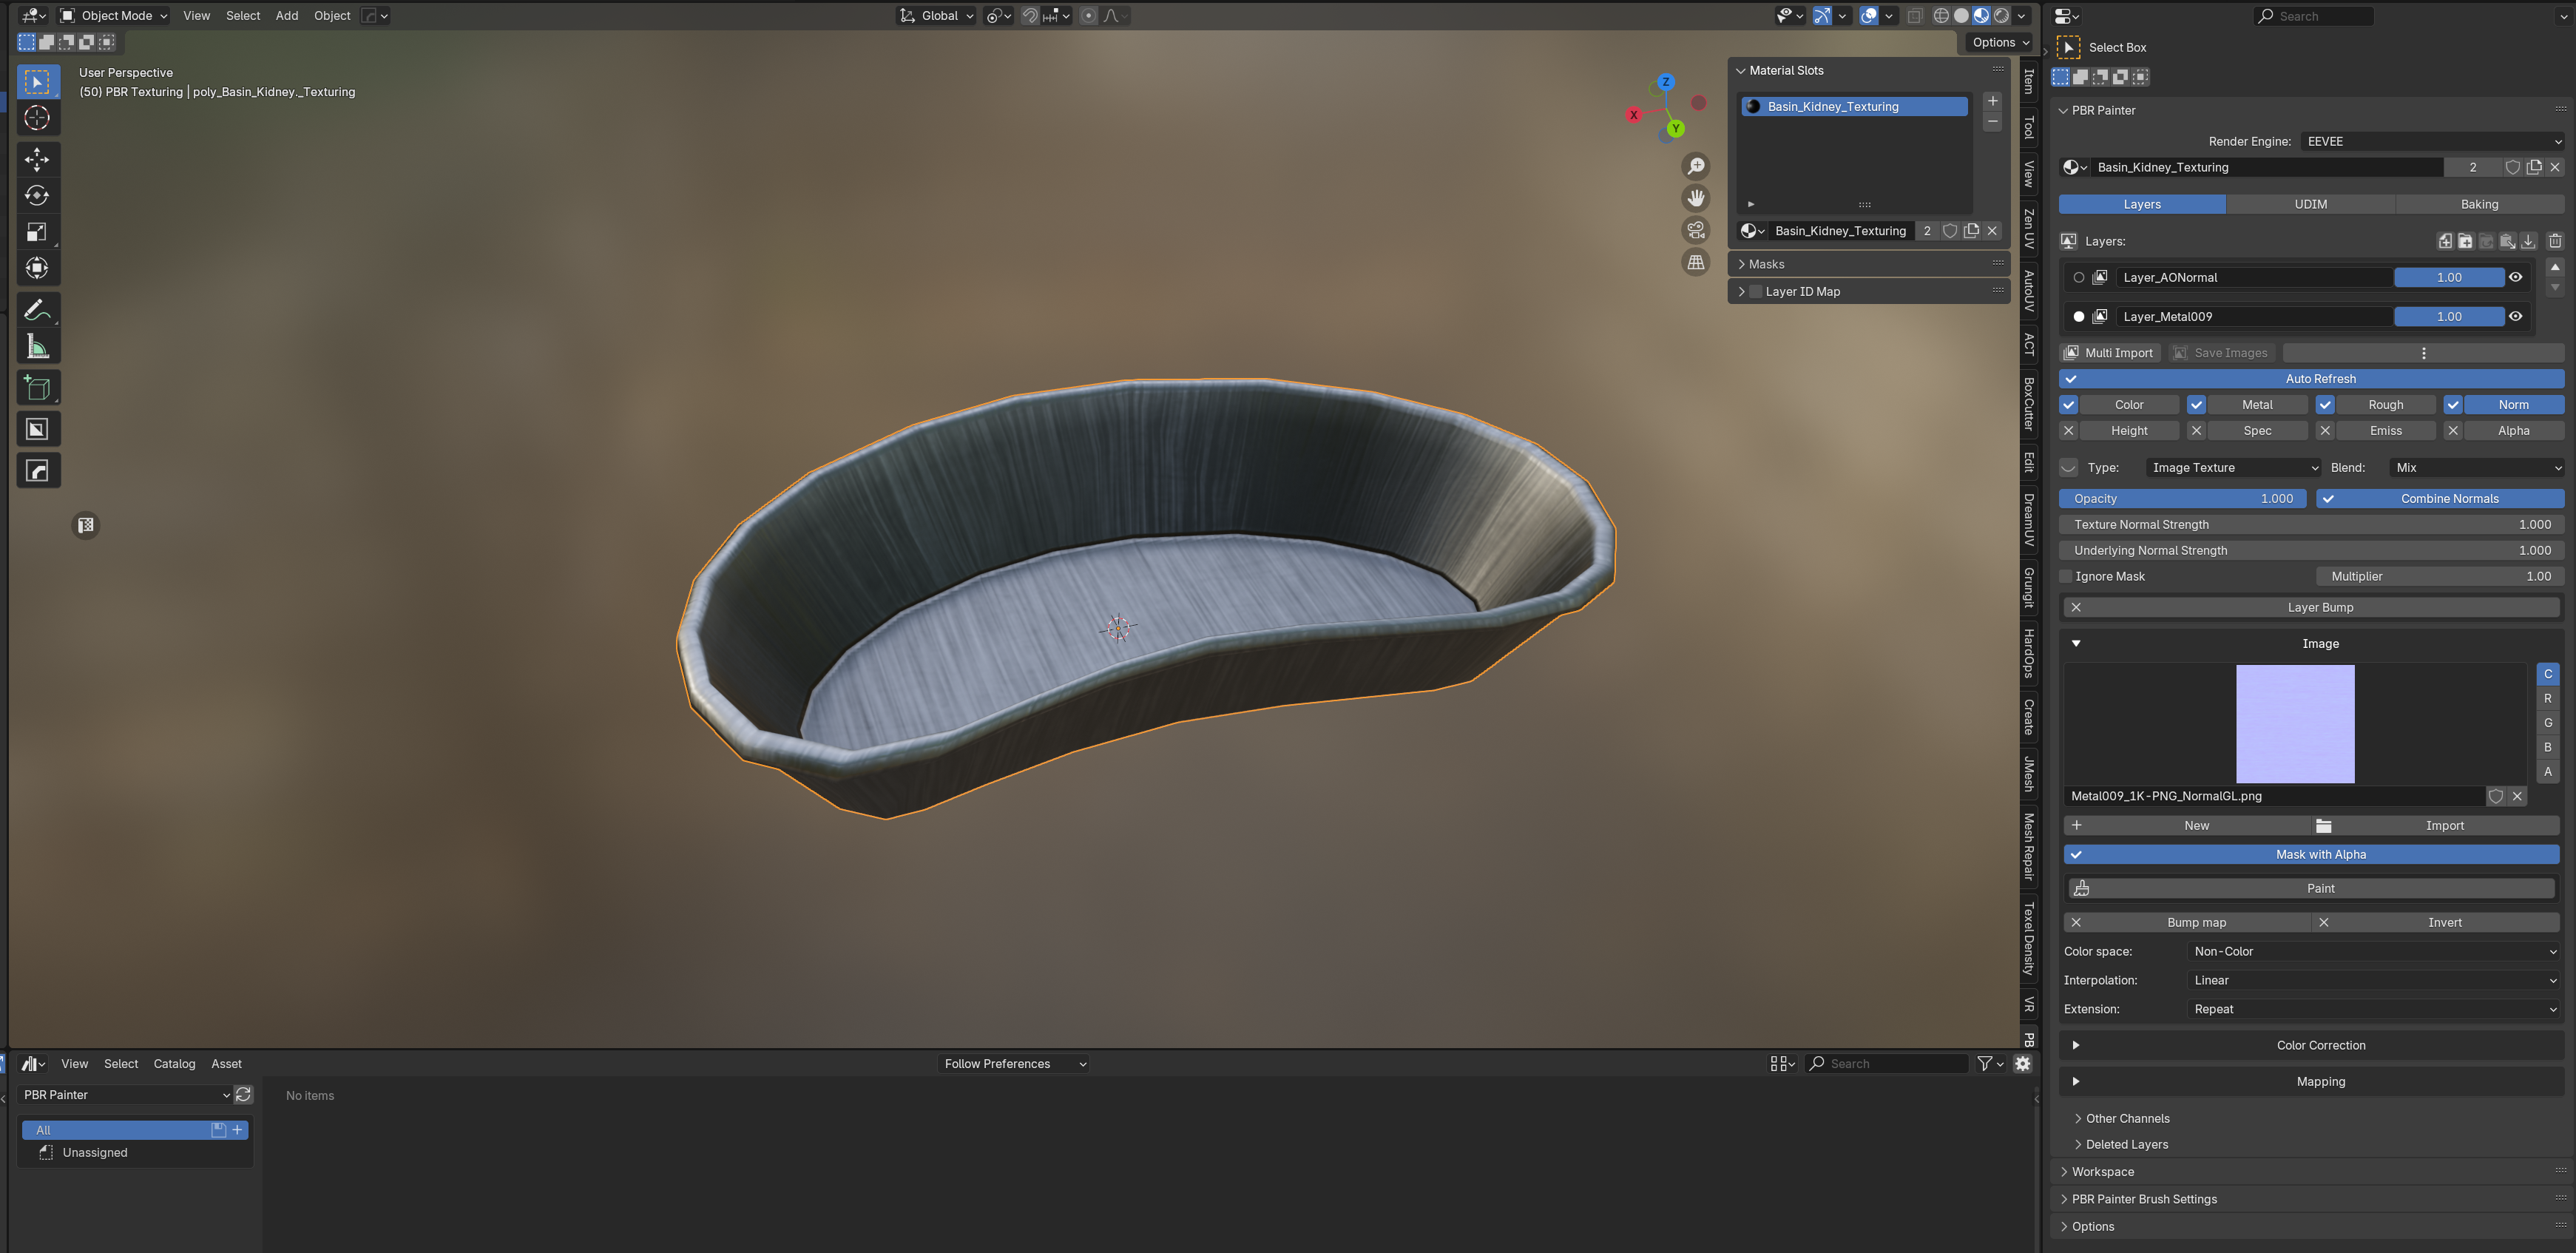 Object Mode View Select Add Object
Global
Options
User Perspective
(50) PBR Texturing | poly_Basin_Kidney._Texturing
Z
X
Y
Material Slots
Basin_Kidney_Texturing
Basin_Kidney_Texturing 2
Masks
Layer ID Map
Item
Tool
View
Zen UV
AutoUV
ACT
BoxCutter
Edit
DreamUV
Grungit
HardOps
Create
JMesh
Mesh Repair
Texel Density
VR
PB
Search
Select Box
PBR Painter
Render Engine: EEVEE
Basin_Kidney_Texturing 2
Layers UDIM Baking
Layers:
Layer_AONormal 1.00
Layer_Metal009 1.00
Multi Import Save Images
Auto Refresh
Color Metal Rough Norm
Height Spec Emiss Alpha
Type: Image Texture Blend: Mix
Opacity 1.000 Combine Normals
Texture Normal Strength 1.000
Underlying Normal Strength 1.000
Ignore Mask Multiplier 1.00
Layer Bump
Image
C
R
G
B
A
Metal009_1K-PNG_NormalGL.png
New Import
Mask with Alpha
Paint
Bump map Invert
Color space: Non-Color
Interpolation: Linear
Extension: Repeat
Color Correction
Mapping
Other Channels
Deleted Layers
Workspace
PBR Painter Brush Settings
Options
View Select Catalog Asset Follow Preferences Search
PBR Painter
No items
All
Unassigned